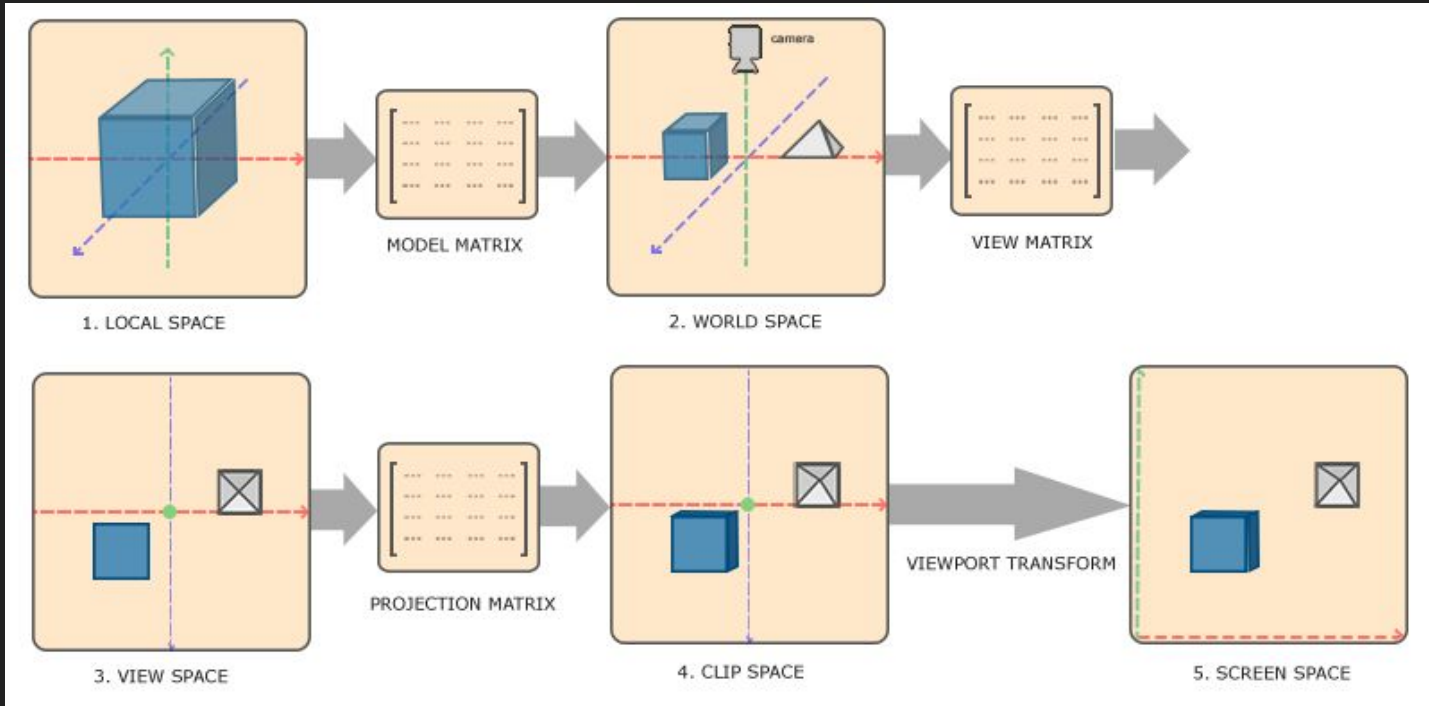 camera
MODEL MATRIX
VIEW MATRIX
1. LOCAL SPACE
2. WORLD SPACE
PROJECTION MATRIX
VIEWPORT TRANSFORM
3. VIEW SPACE
4. CLIP SPACE
5. SCREEN SPACE